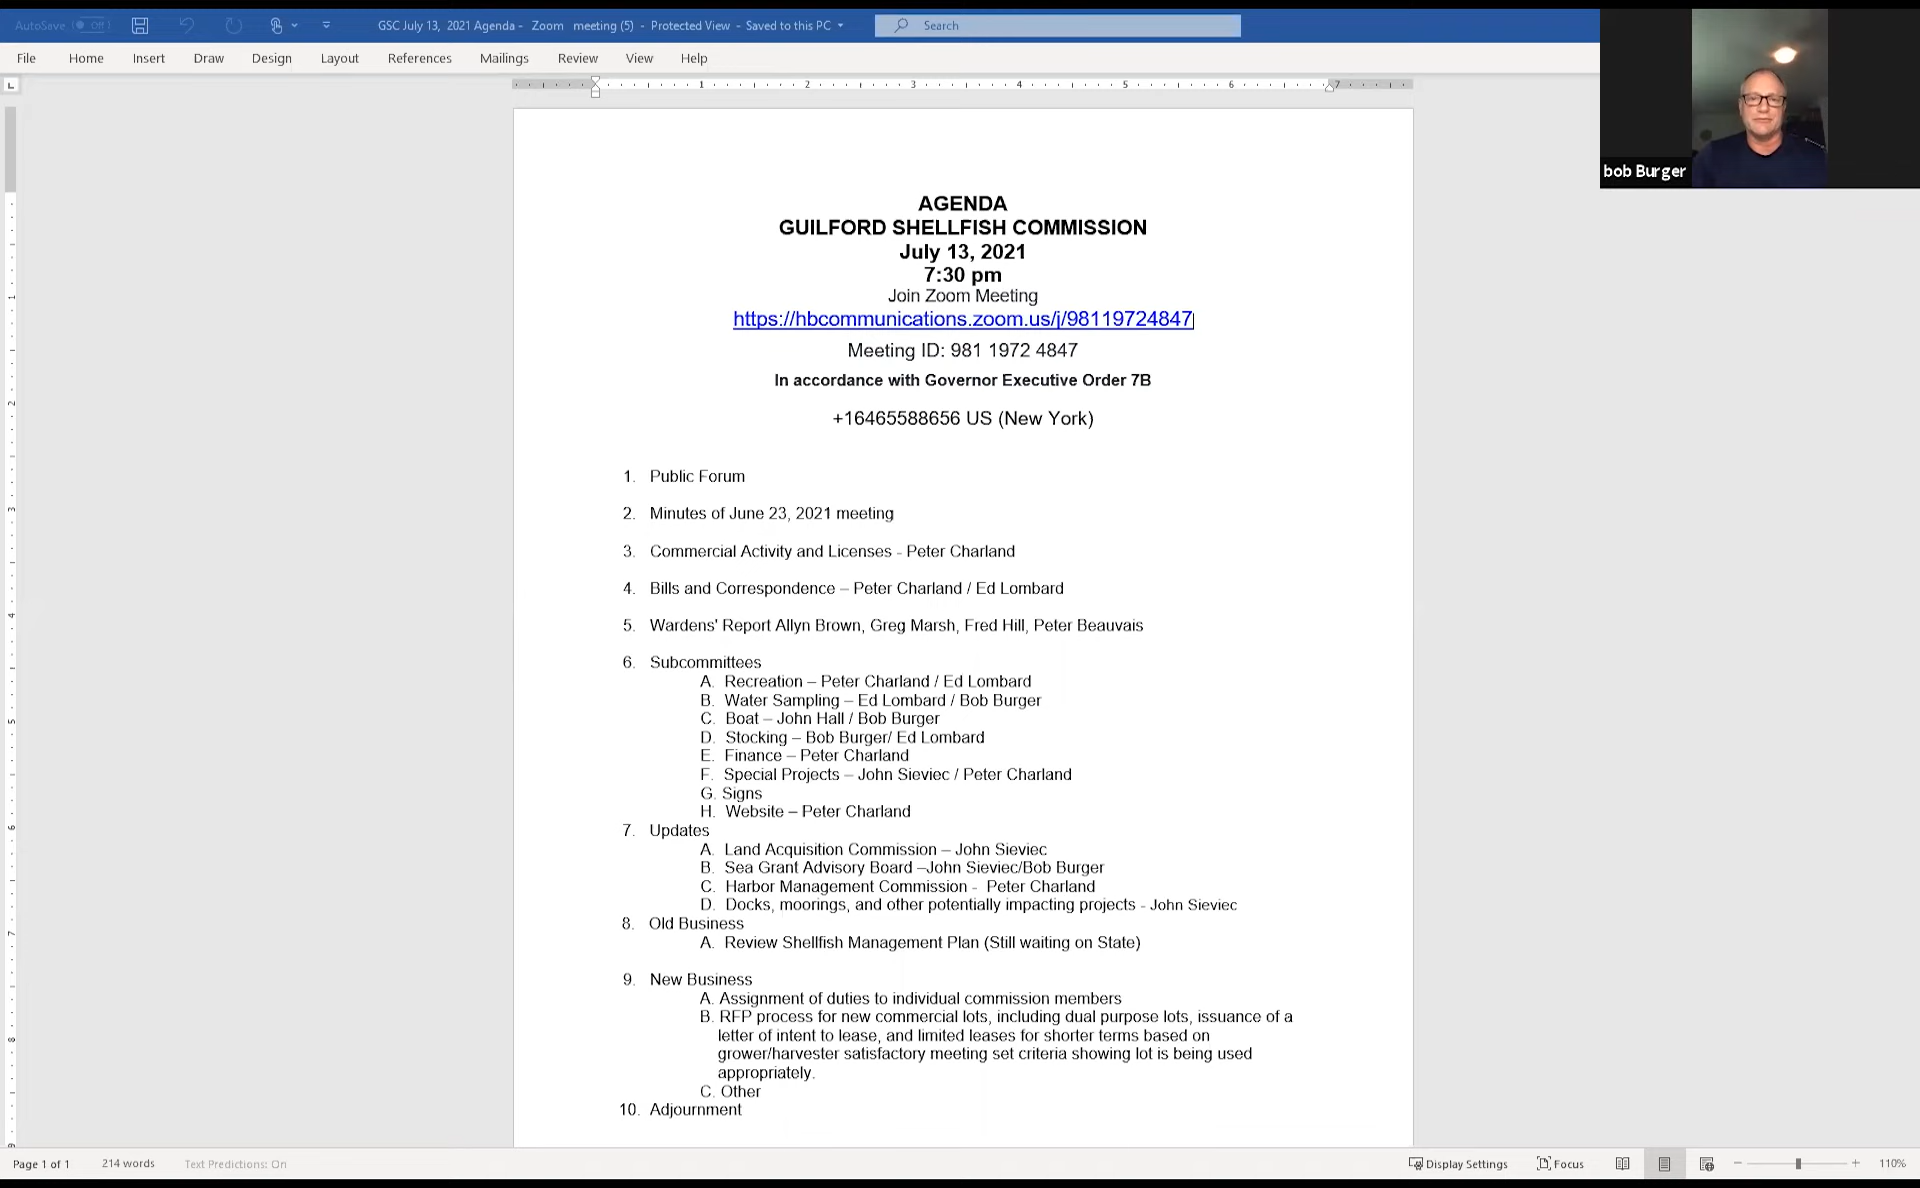 AutoSave Off GSC July 13, 2021 Agenda - Zoom meeting (5) - Protected View - Saved to this PC Search
File Home Insert Draw Design Layout References Mailings Review View Help
1 2 3 4 5 6 7
bob Burger
AGENDA
GUILFORD SHELLFISH COMMISSION
July 13, 2021
7:30 pm
Join Zoom Meeting
https://hbcommunications.zoom.us/j/98119724847
Meeting ID: 981 1972 4847
In accordance with Governor Executive Order 7B
+16465588656 US (New York)
1. Public Forum
2. Minutes of June 23, 2021 meeting
3. Commercial Activity and Licenses - Peter Charland
4. Bills and Correspondence – Peter Charland / Ed Lombard
5. Wardens' Report Allyn Brown, Greg Marsh, Fred Hill, Peter Beauvais
6. Subcommittees
A. Recreation – Peter Charland / Ed Lombard
B. Water Sampling – Ed Lombard / Bob Burger
C. Boat – John Hall / Bob Burger
D. Stocking – Bob Burger/ Ed Lombard
E. Finance – Peter Charland
F. Special Projects – John Sieviec / Peter Charland
G. Signs
H. Website – Peter Charland
7. Updates
A. Land Acquisition Commission – John Sieviec
B. Sea Grant Advisory Board –John Sieviec/Bob Burger
C. Harbor Management Commission - Peter Charland
D. Docks, moorings, and other potentially impacting projects - John Sieviec
8. Old Business
A. Review Shellfish Management Plan (Still waiting on State)
9. New Business
A. Assignment of duties to individual commission members
B. RFP process for new commercial lots, including dual purpose lots, issuance of a
letter of intent to lease, and limited leases for shorter terms based on
grower/harvester satisfactory meeting set criteria showing lot is being used
appropriately.
C. Other
10. Adjournment
Page 1 of 1 214 words Text Predictions: On Display Settings Focus 110%